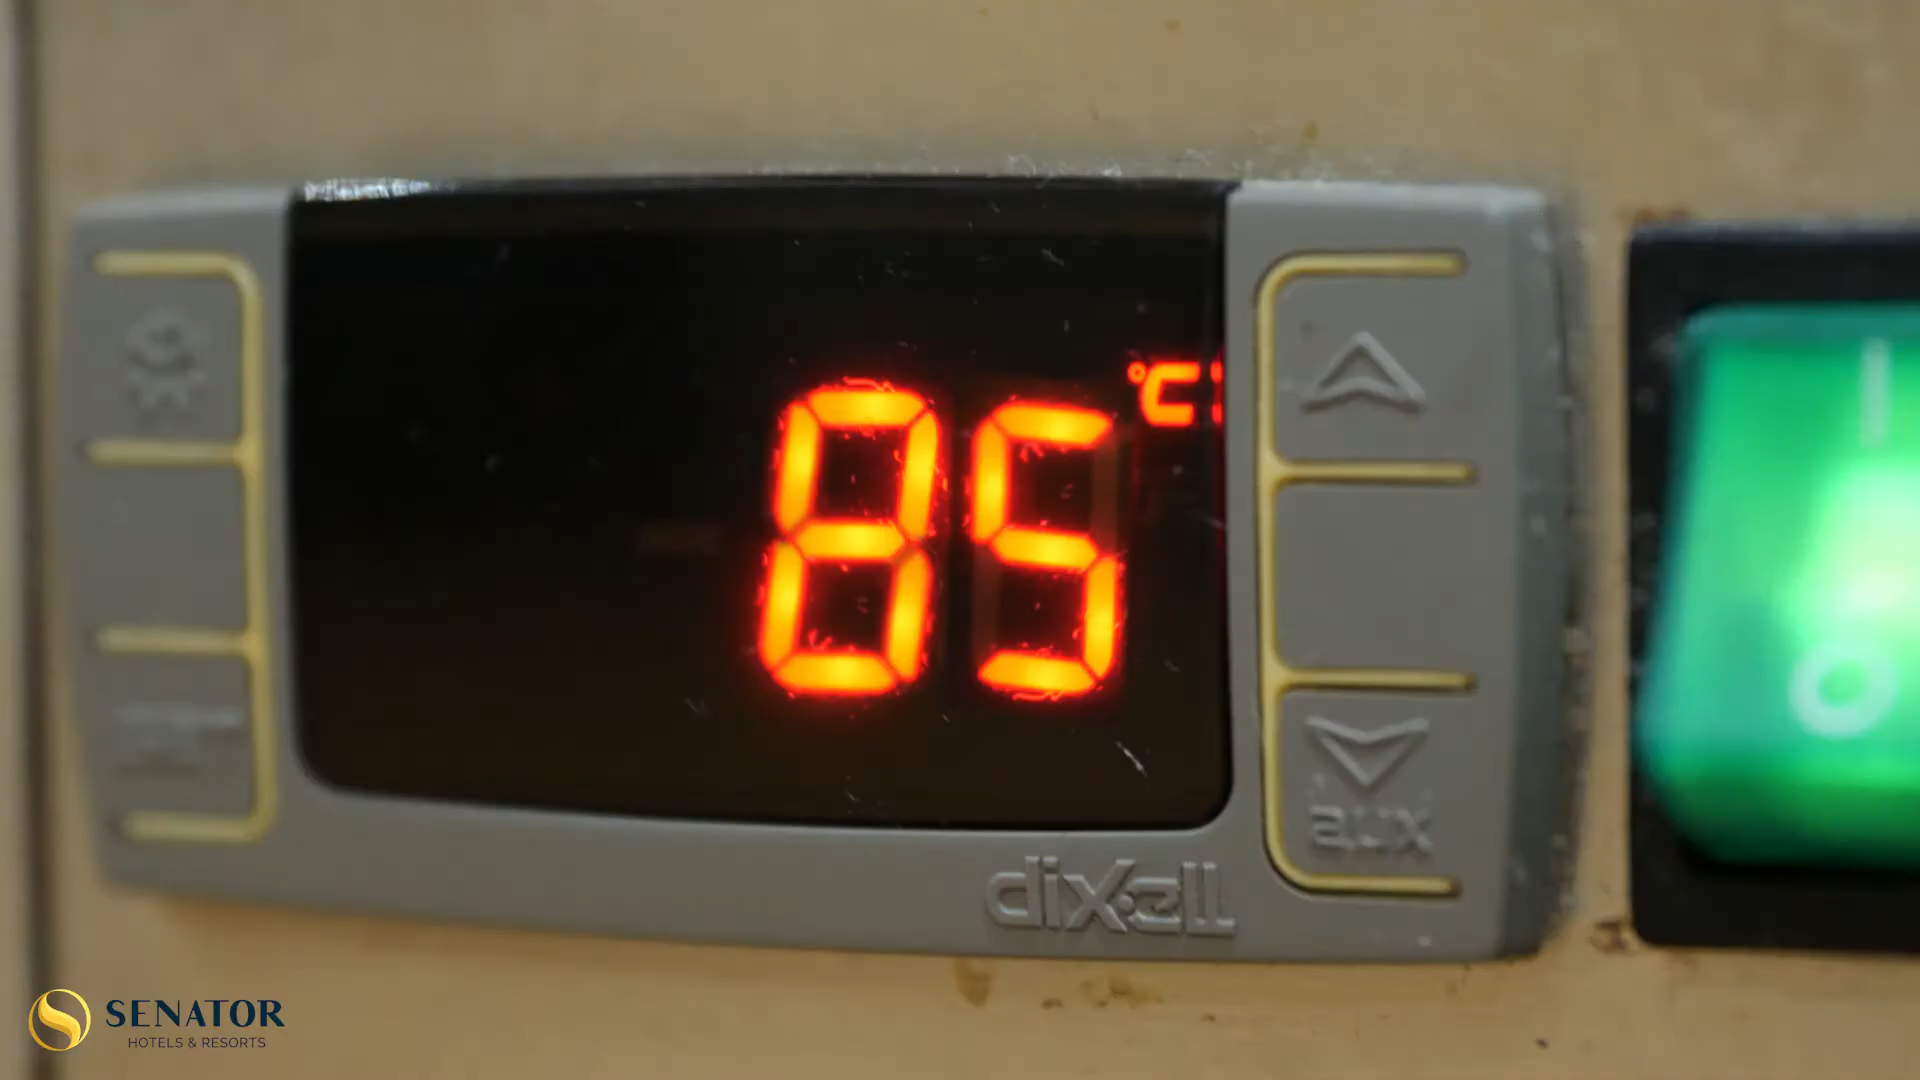 85 °C
aux
dixell
I
O
SENATOR
HOTELS & RESORTS